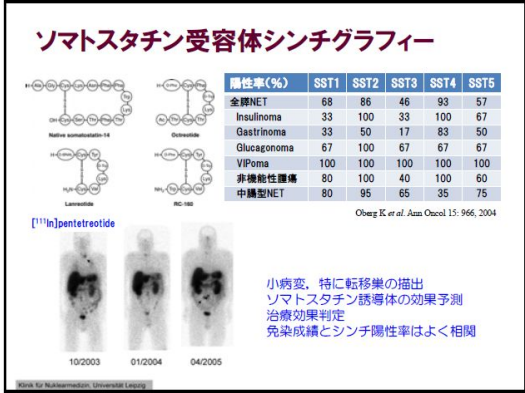 ソマトスタチン受容体シンチグラフィー
Native somatostatin-14
Octreotide
Lanreotide
RC-160
陽性率(%) SST1 SST2 SST3 SST4 SST5
全膵NET 68 86 46 93 57
Insulinoma 33 100 33 100 67
Gastrinoma 33 50 17 83 50
Glucagonoma 67 100 67 67 67
VIPoma 100 100 100 100 100
非機能性腫瘍 80 100 40 100 60
中腸型NET 80 95 65 35 75
Oberg K et al. Ann Oncol 15: 966, 2004
[111In]pentetreotide
10/2003 01/2004 04/2005
小病変，特に転移巣の描出
ソマトスタチン誘導体の効果予測
治療効果判定
免染成績とシンチ陽性率はよく相関
Klinik für Nuklearmedizin, Universität Leipzig